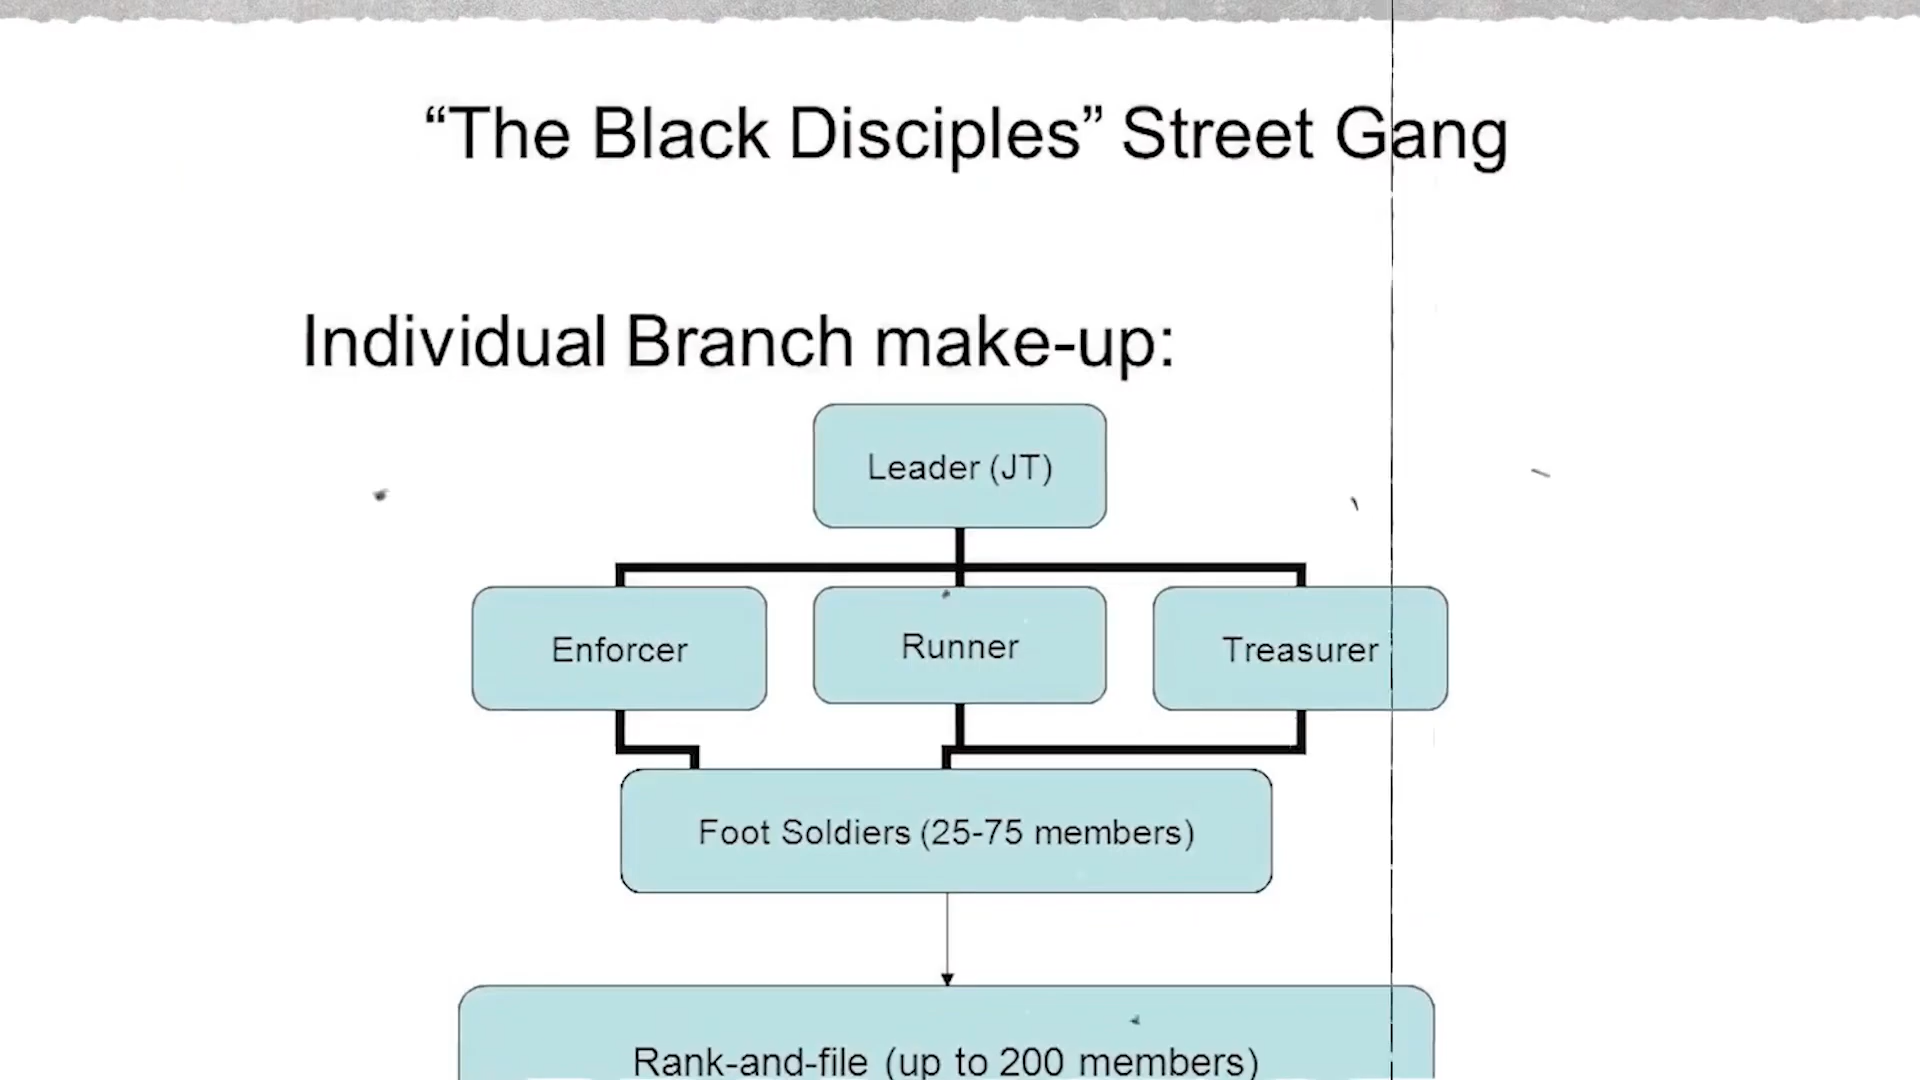 “The Black Disciples” Street Gang
Individual Branch make-up:
Leader (JT)
Enforcer
Runner
Treasurer
Foot Soldiers (25-75 members)
Rank-and-file (up to 200 members)